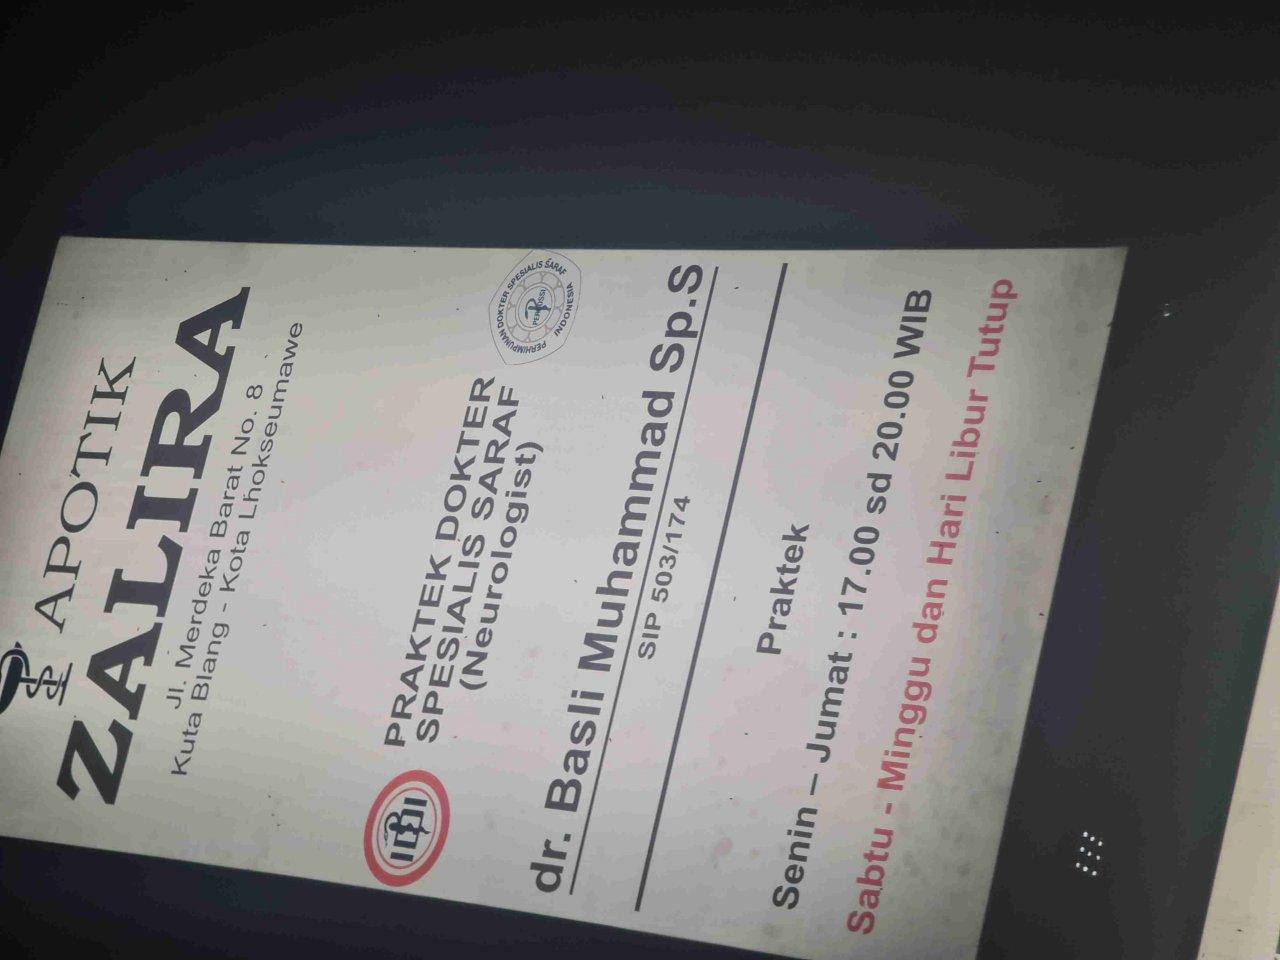 APOTIK
ZALIRA
Jl. Merdeka Barat No. 8
Kuta Blang - Kota Lhokseumawe
PRAKTEK DOKTER
SPESIALIS SARAF
(Neurologist)
IDI
PERHIMPUNAN DOKTER SPESIALIS SARAF
INDONESIA
PERDOSSI
dr. Basli Muhammad Sp.S
SIP 503/174
Praktek
Senin – Jumat : 17.00 sd 20.00 WIB
Sabtu - Minggu dan Hari Libur Tutup